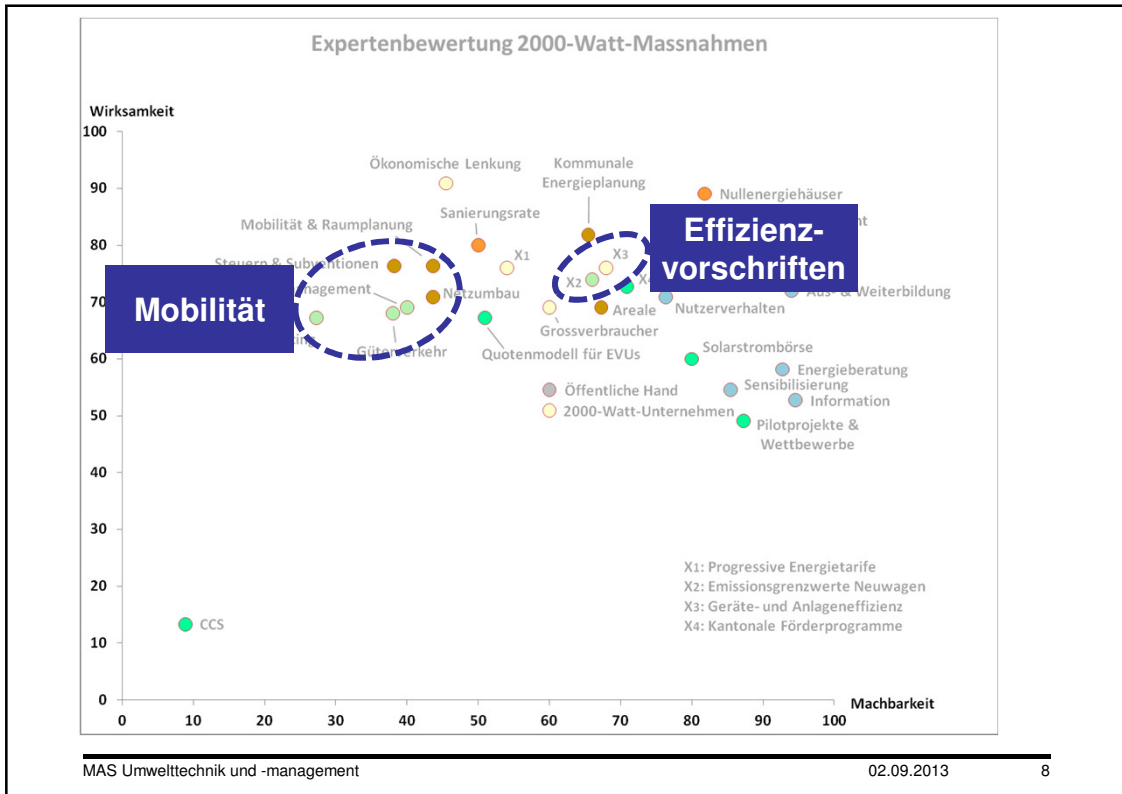 Expertenbewertung 2000-Watt-Massnahmen
Wirksamkeit
100
90
80
70
60
50
40
30
20
10
0
0
10
20
30
40
50
60
70
80
90
100
Machbarkeit
Ökonomische Lenkung
Kommunale
Energieplanung
Nullenergiehäuser
Sanierungsrate
Mobilität & Raumplanung
X1
X3
X2
Effizienz-
vorschriften
Steuern & Subventionen
Mobilität
Netzumbau
Aus- & Weiterbildung
Nutzerverhalten
Areale
Grossverbraucher
Güterverkehr
Quotenmodell für EVUs
Solarstrombörse
Energieberatung
Sensibilisierung
Information
Öffentliche Hand
2000-Watt-Unternehmen
Pilotprojekte &
Wettbewerbe
CCS
X1: Progressive Energietarife
X2: Emissionsgrenzwerte Neuwagen
X3: Geräte- und Anlageneffizienz
X4: Kantonale Förderprogramme
MAS Umwelttechnik und -management
02.09.2013
8